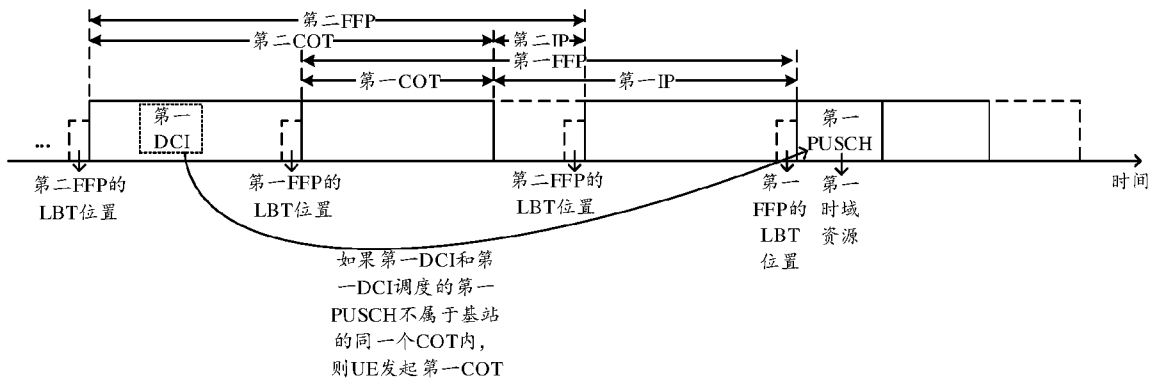 第二FFP
第二COT
第二IP
第一FFP
第一COT
第一IP
...
第一
DCI
第一
PUSCH
时间
第二FFP的
LBT位置
第一FFP的
LBT位置
第二FFP的
LBT位置
第一
FFP的
LBT
位置
第一
时域
资源
如果第一DCI和第
一DCI调度的第一
PUSCH不属于基站
的同一个COT内,
则UE发起第一COT